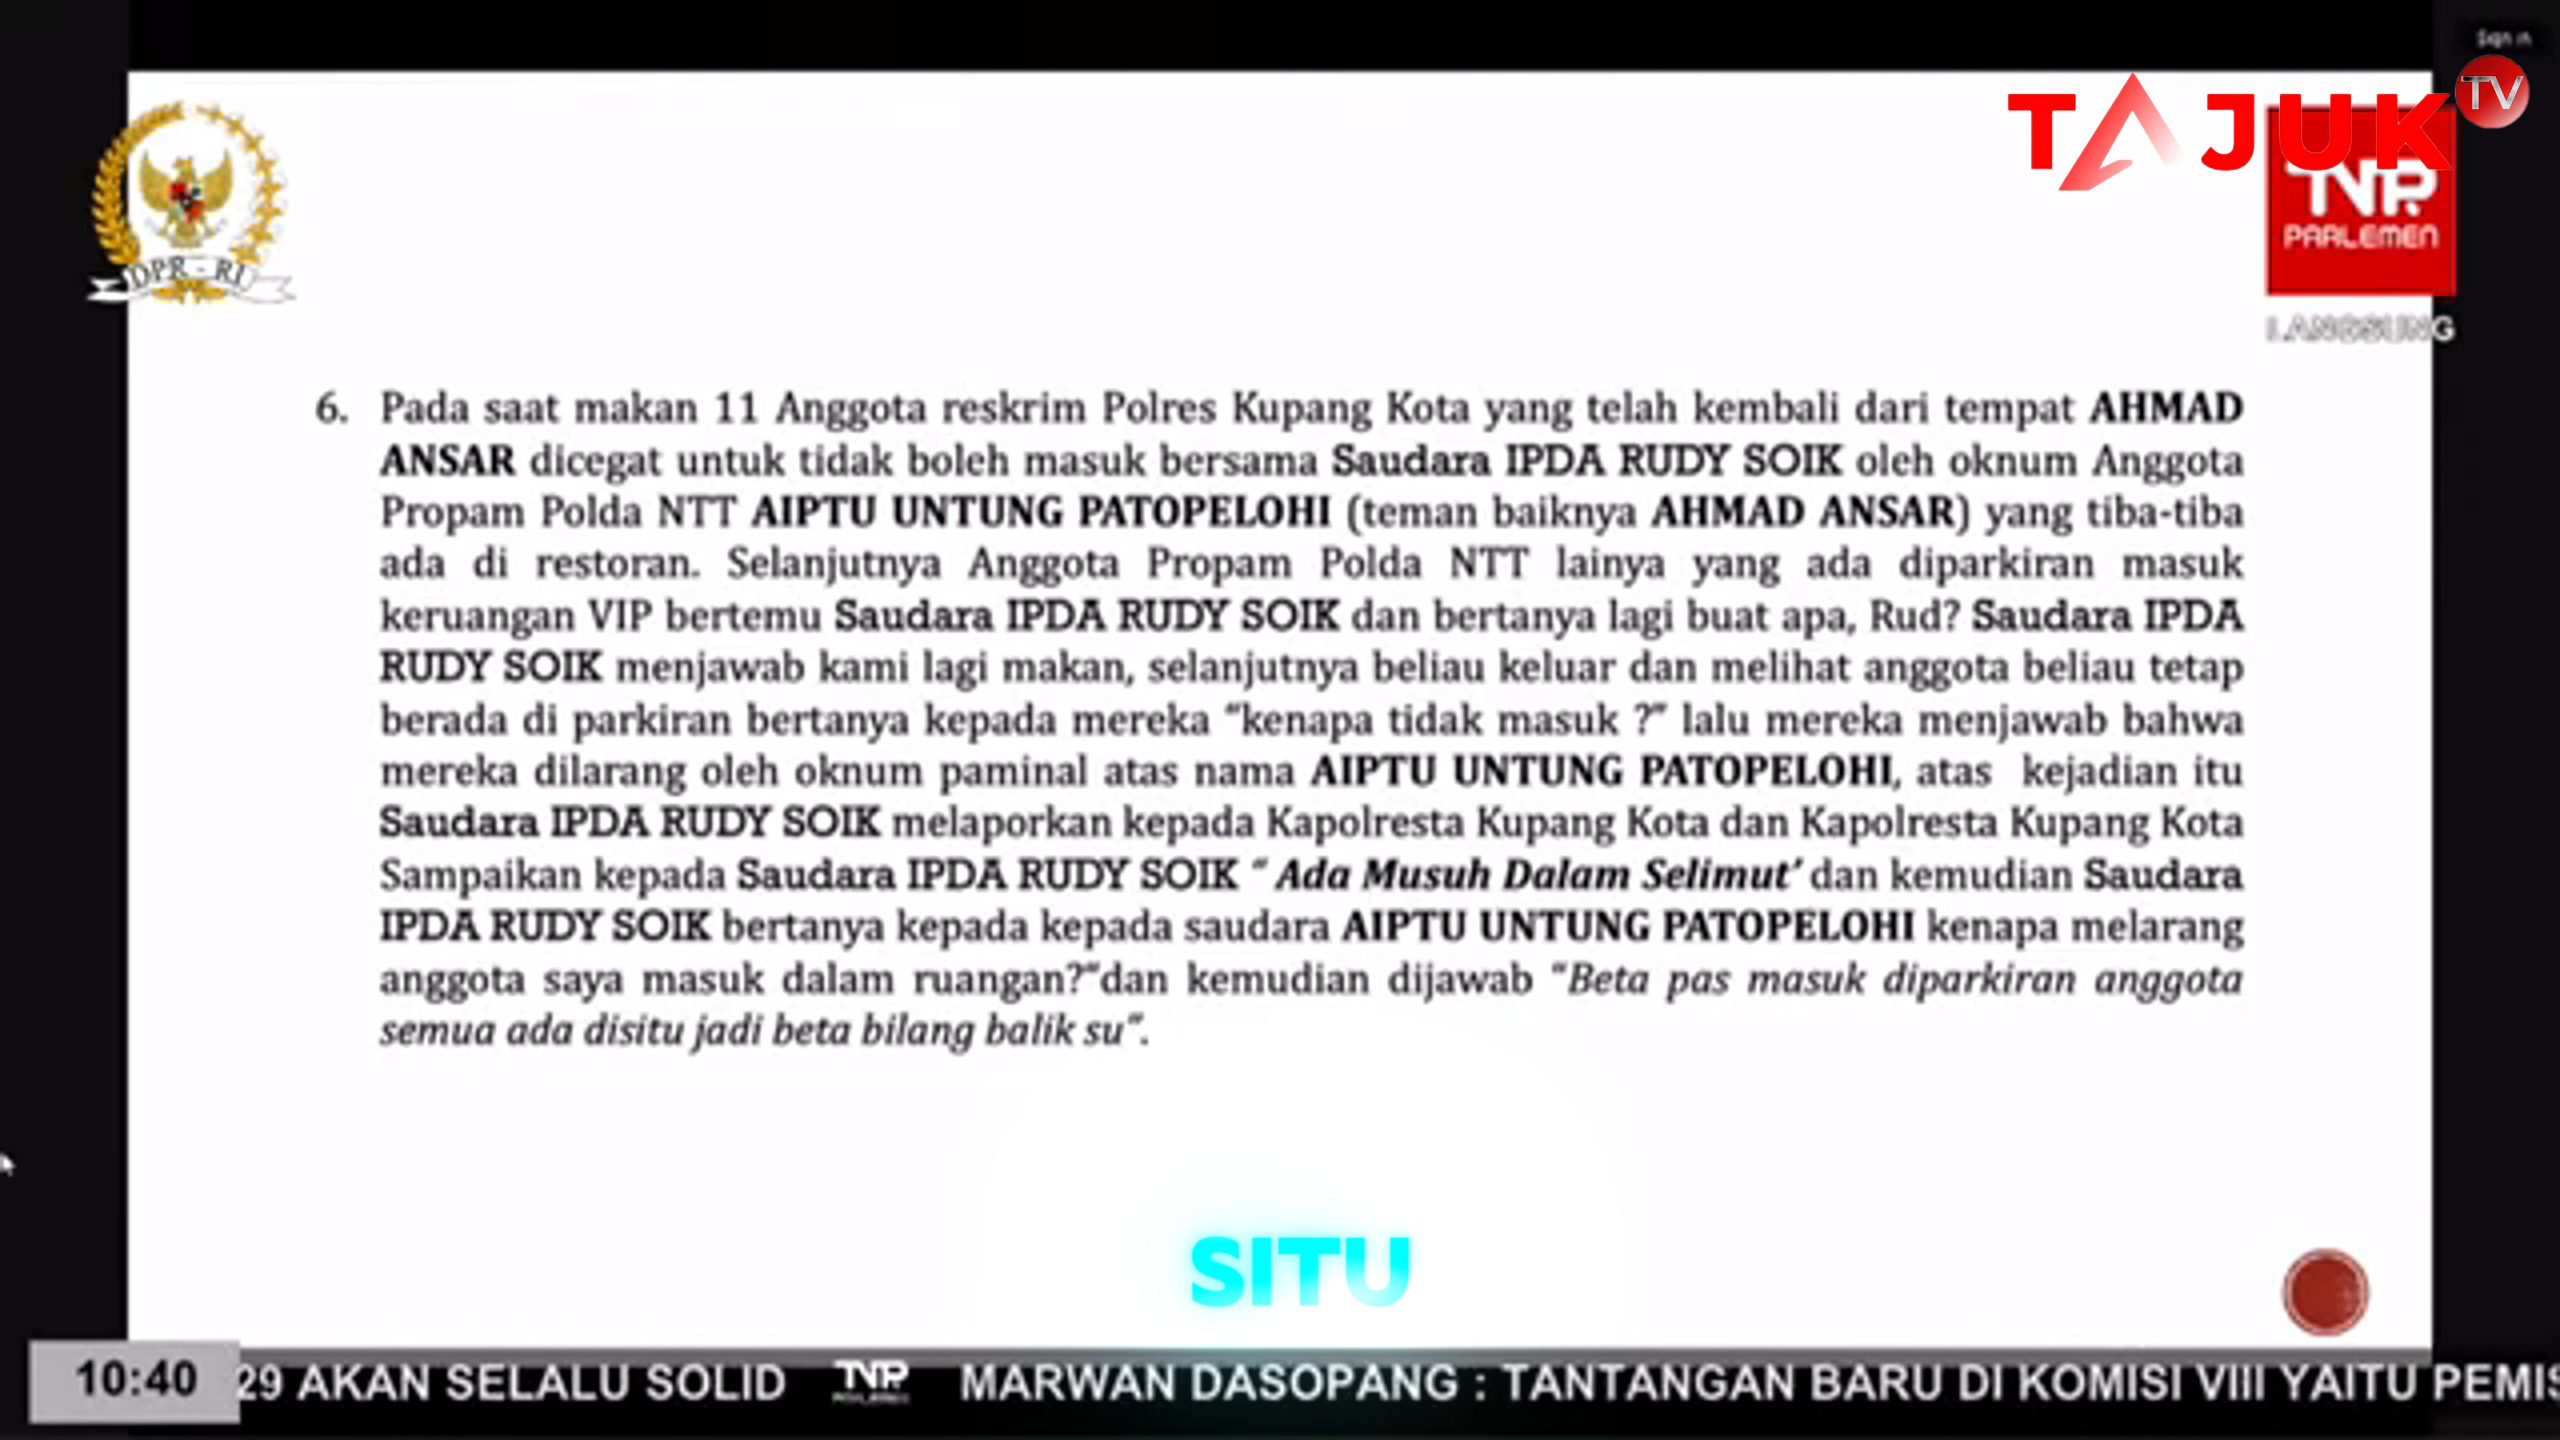 Sign in
TAJUK TV
DPR - RI
TVP
PARLEMEN
LANGSUNG
6. Pada saat makan 11 Anggota reskrim Polres Kupang Kota yang telah kembali dari tempat AHMAD
ANSAR dicegat untuk tidak boleh masuk bersama Saudara IPDA RUDY SOIK oleh oknum Anggota
Propam Polda NTT AIPTU UNTUNG PATOPELOHI (teman baiknya AHMAD ANSAR) yang tiba-tiba
ada di restoran. Selanjutnya Anggota Propam Polda NTT lainya yang ada diparkiran masuk
keruangan VIP bertemu Saudara IPDA RUDY SOIK dan bertanya lagi buat apa, Rud? Saudara IPDA
RUDY SOIK menjawab kami lagi makan, selanjutnya beliau keluar dan melihat anggota beliau tetap
berada di parkiran bertanya kepada mereka “kenapa tidak masuk ?” lalu mereka menjawab bahwa
mereka dilarang oleh oknum paminal atas nama AIPTU UNTUNG PATOPELOHI, atas kejadian itu
Saudara IPDA RUDY SOIK melaporkan kepada Kapolresta Kupang Kota dan Kapolresta Kupang Kota
Sampaikan kepada Saudara IPDA RUDY SOIK “ Ada Musuh Dalam Selimut’ dan kemudian Saudara
IPDA RUDY SOIK bertanya kepada kepada saudara AIPTU UNTUNG PATOPELOHI kenapa melarang
anggota saya masuk dalam ruangan?“dan kemudian dijawab “Beta pas masuk diparkiran anggota
semua ada disitu jadi beta bilang balik su”.
SITU
10:40 29 AKAN SELALU SOLID TVP PARLEMEN MARWAN DASOPANG : TANTANGAN BARU DI KOMISI VIII YAITU PEMIS